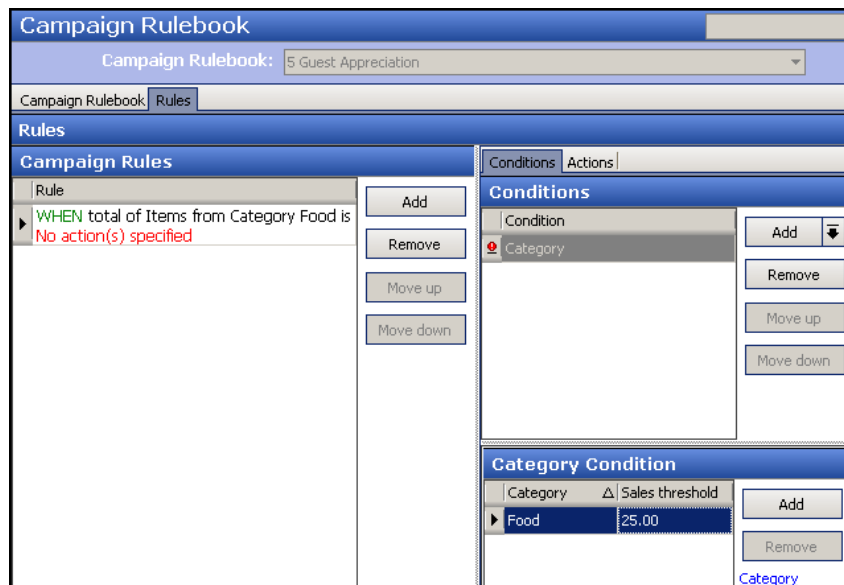 Campaign Rulebook
Campaign Rulebook: 5 Guest Appreciation
Campaign Rulebook Rules
Rules
Campaign Rules
Rule
WHEN total of Items from Category Food is
No action(s) specified
Add
Remove
Move up
Move down
Conditions Actions
Conditions
Condition
Category
Add
Remove
Move up
Move down
Category Condition
Category Sales threshold
Food 25.00
Add
Remove
Category